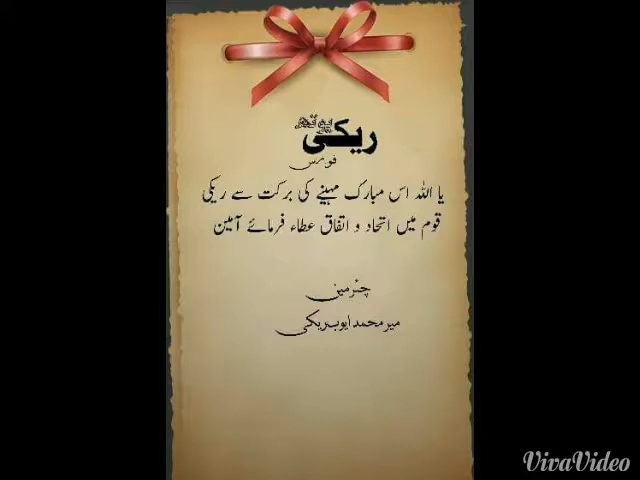 ریکی یوتھ
فورس
یا اللہ اس مبارک مہینے کی برکت سے ریکی
قوم میں اتحاد و اتفاق عطاء فرمائے آمین
چئرمین
میر محمد ایوب ریکی
VivaVideo